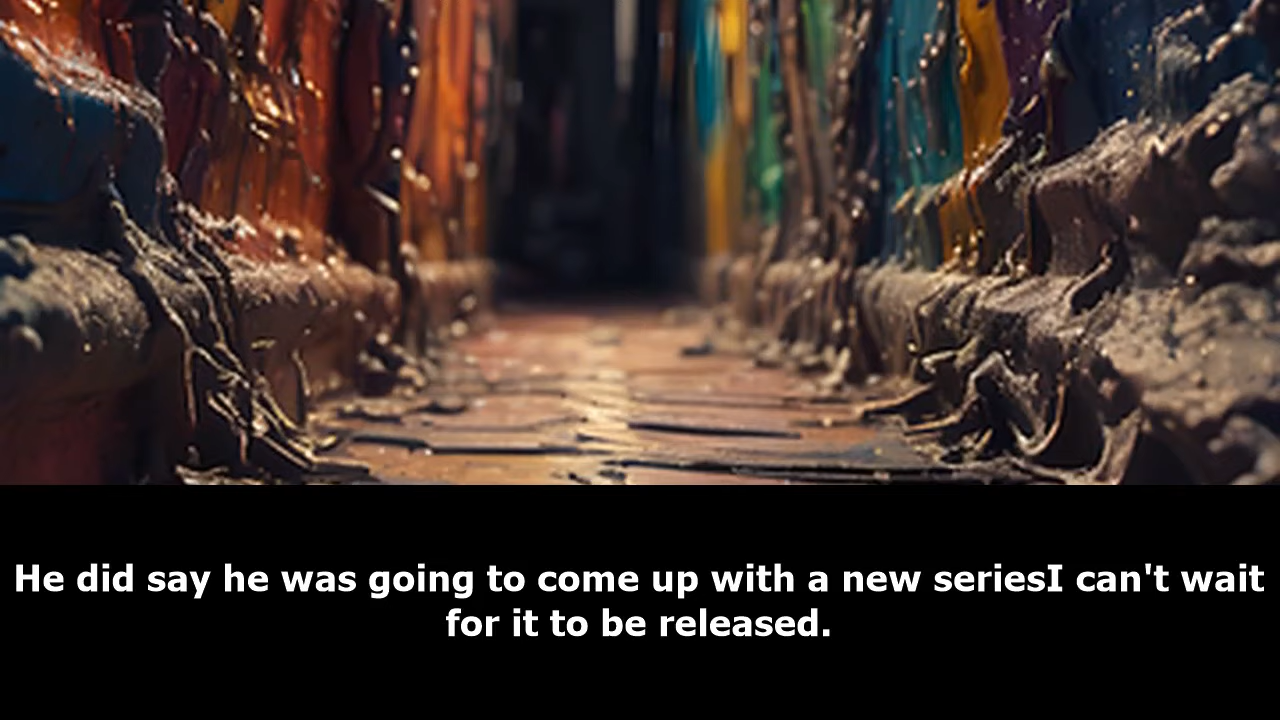 He did say he was going to come up with a new seriesI can't wait
for it to be released.